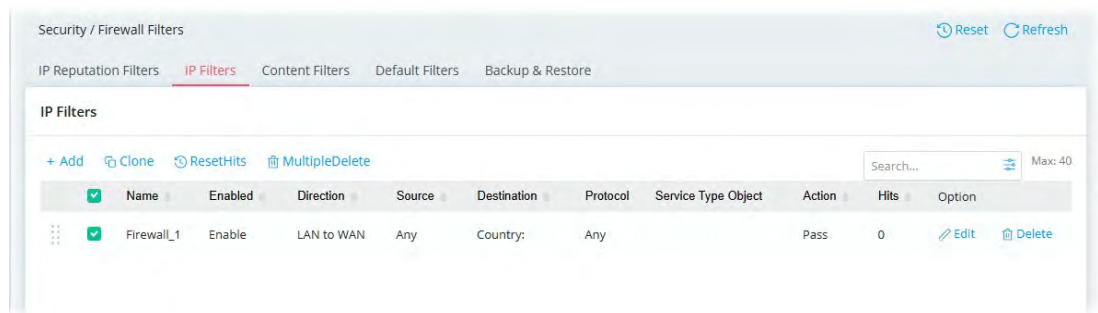 Security / Firewall Filters Reset Refresh
IP Reputation Filters IP Filters Content Filters Default Filters Backup & Restore
IP Filters
+ Add Clone ResetHits MultipleDelete Search... Max: 40
Name Enabled Direction Source Destination Protocol Service Type Object Action Hits Option
Firewall_1 Enable LAN to WAN Any Country: Any Pass 0 Edit Delete